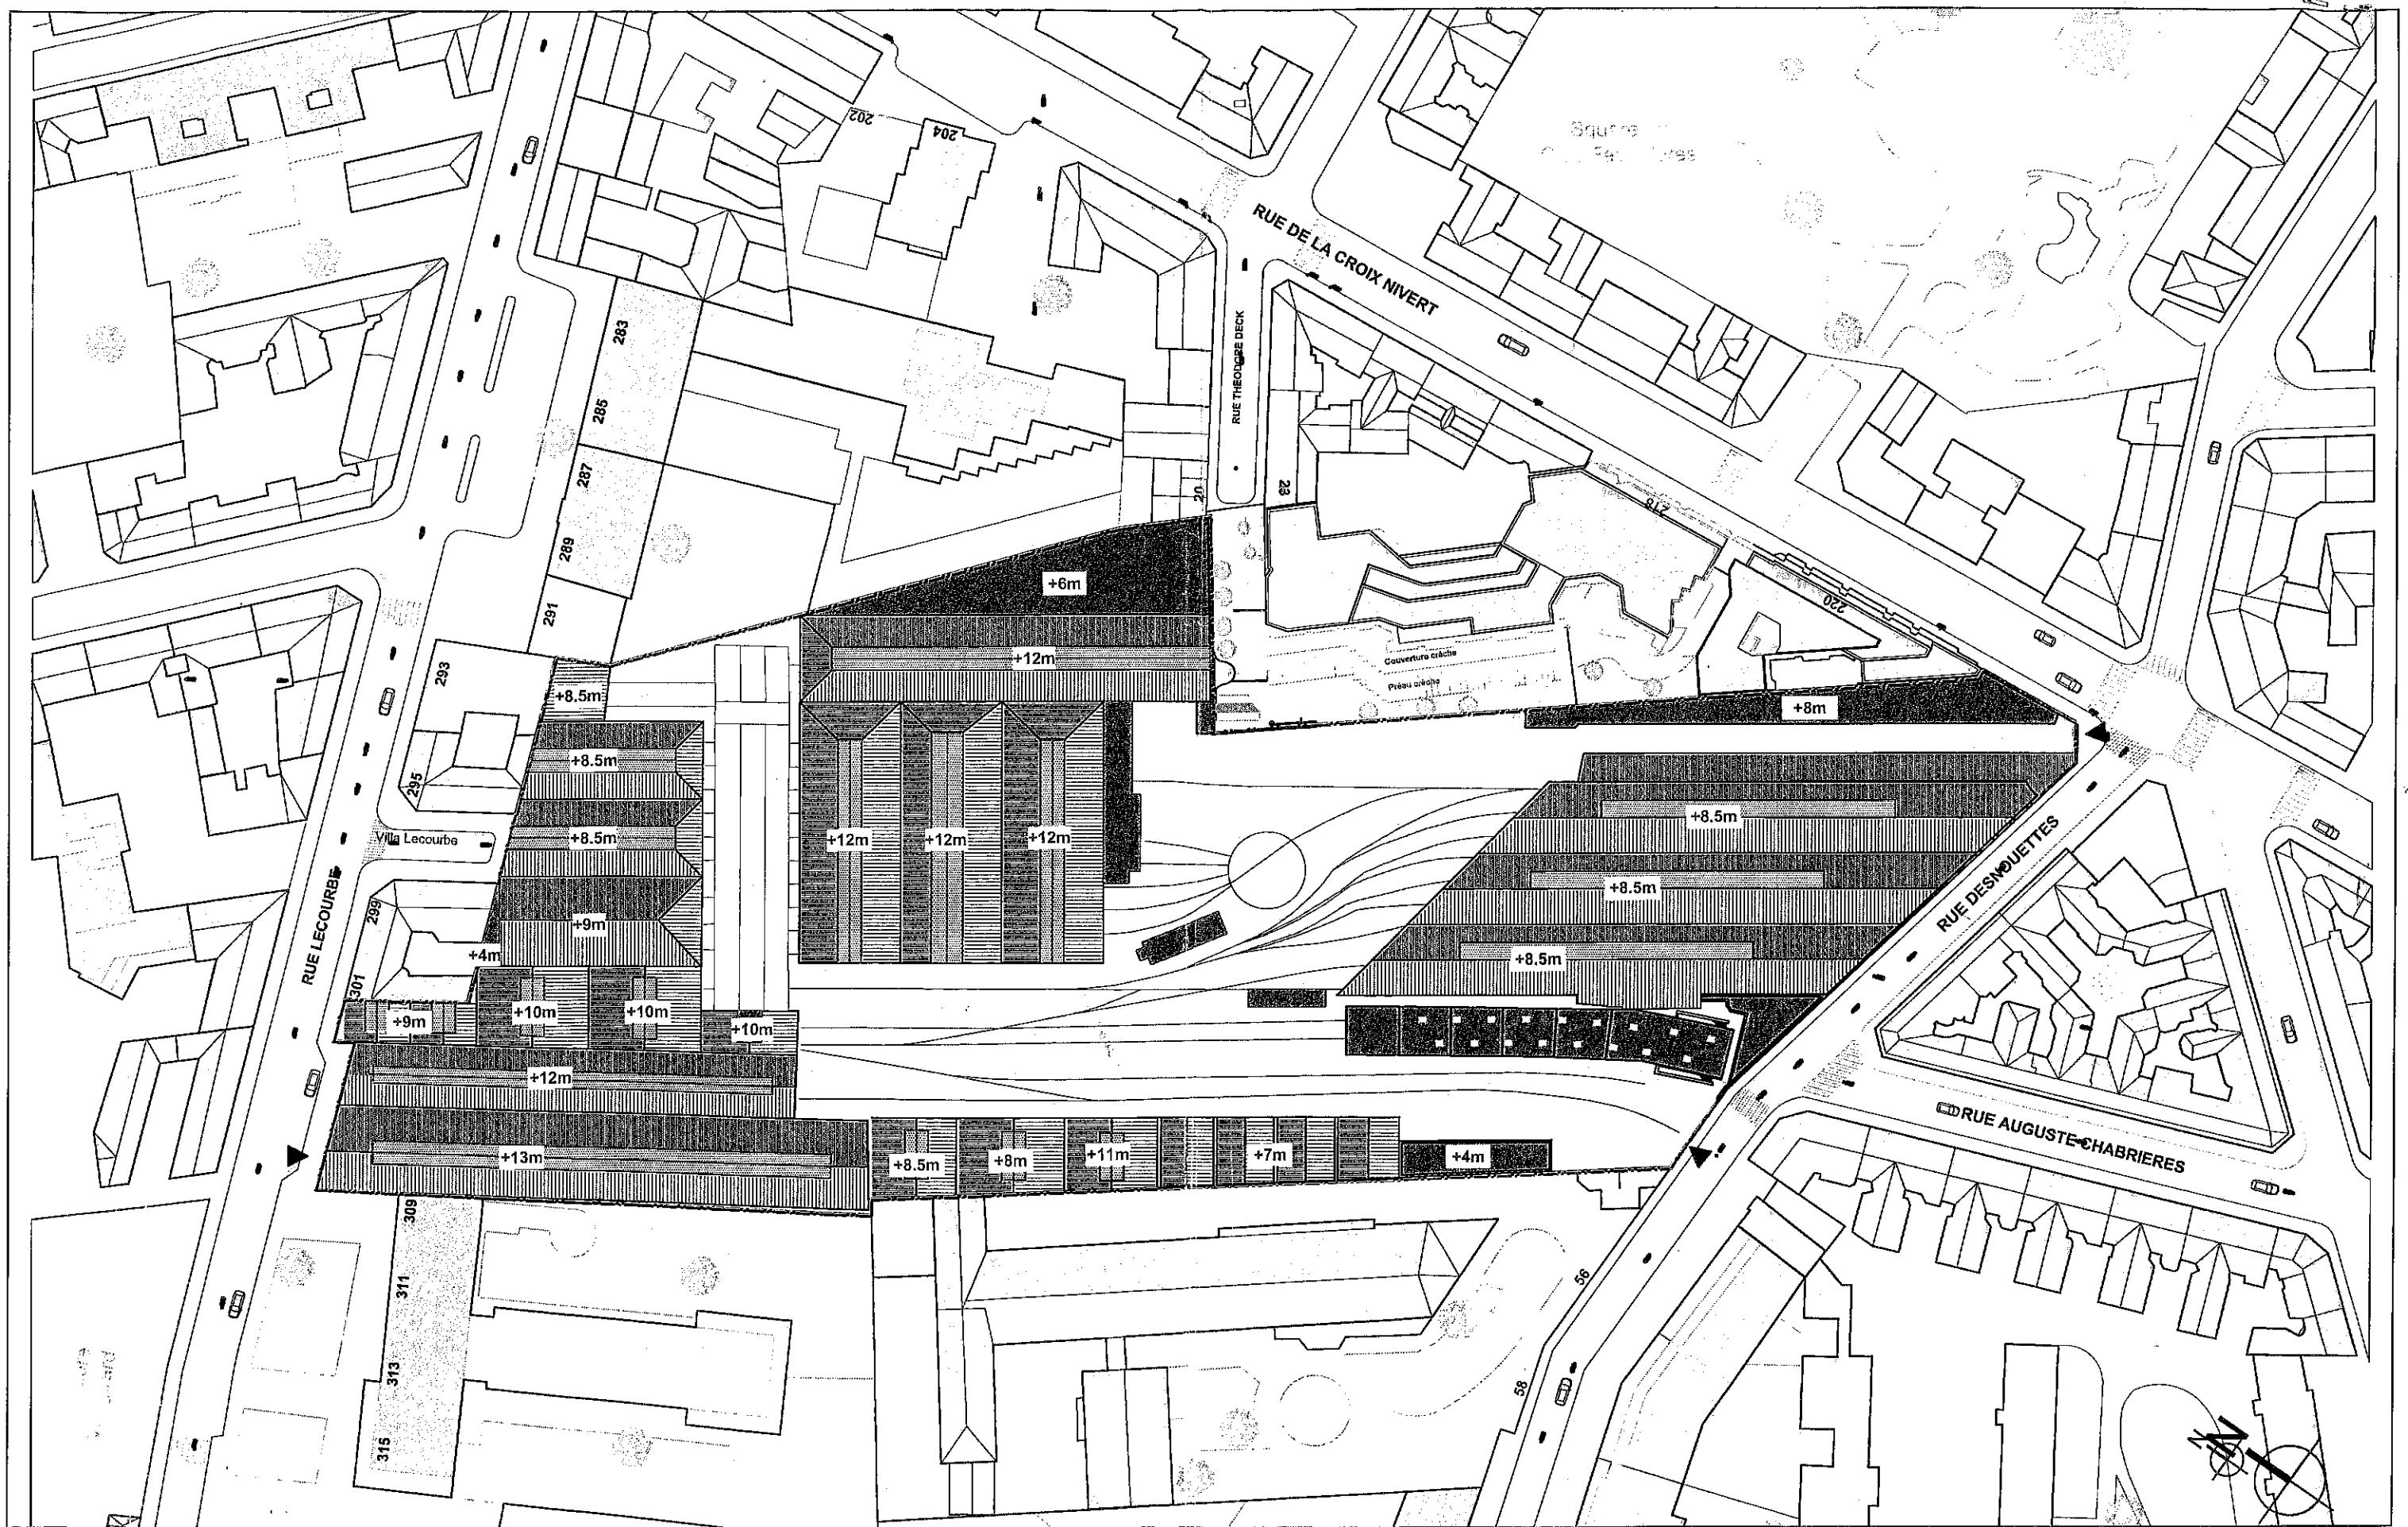 202
204
Square
RUE DE LA CROIX NIVERT
283
RUE THEODORE DECK
285
287
20
23
218
289
+6m
291
220
+12m
Couverture crèche
Préau crèche
293
+8.5m
+8m
+8.5m
295
+8.5m
+8.5m
Villa Lecourbe
+12m
+12m
+12m
RUE DESNOUETTES
+8.5m
299
RUE LECOURBE
+9m
+4m
+8.5m
301
+9m
+10m
+10m
+10m
+12m
RUE AUGUSTE CHABRIERES
+13m
+8.5m
+8m
+11m
+7m
+4m
309
311
56
313
58
315
N
N